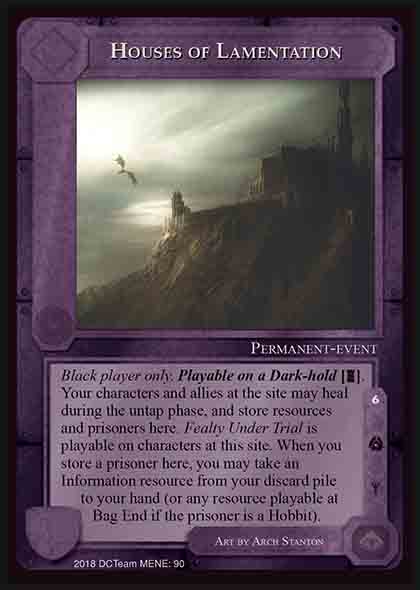 Houses of Lamentation
Permanent-event
Black player only. Playable on a Dark-hold [].
Your characters and allies at the site may heal
during the untap phase, and store resources
and prisoners here. Fealty Under Trial is
playable on characters at this site. When you
store a prisoner here, you may take an
Information resource from your discard pile
to your hand (or any resource playable at
Bag End if the prisoner is a Hobbit).
6
Art by Arch Stanton
2018 DCTeam MENE: 90